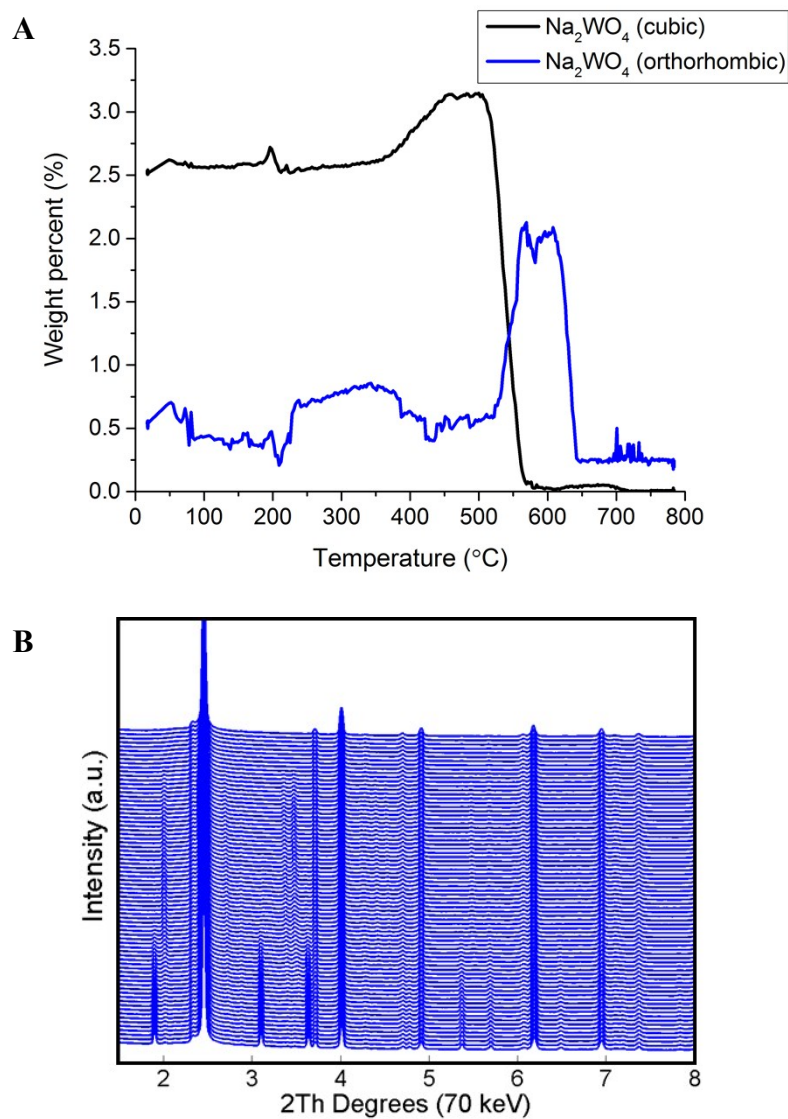 A
Na₂WO₄ (cubic)
Na₂WO₄ (orthorhombic)
3.5
3.0
2.5
2.0
1.5
1.0
0.5
0.0
Weight percent (%)
0 100 200 300 400 500 600 700 800
Temperature (°C)
B
Intensity (a.u.)
2 3 4 5 6 7 8
2Th Degrees (70 keV)